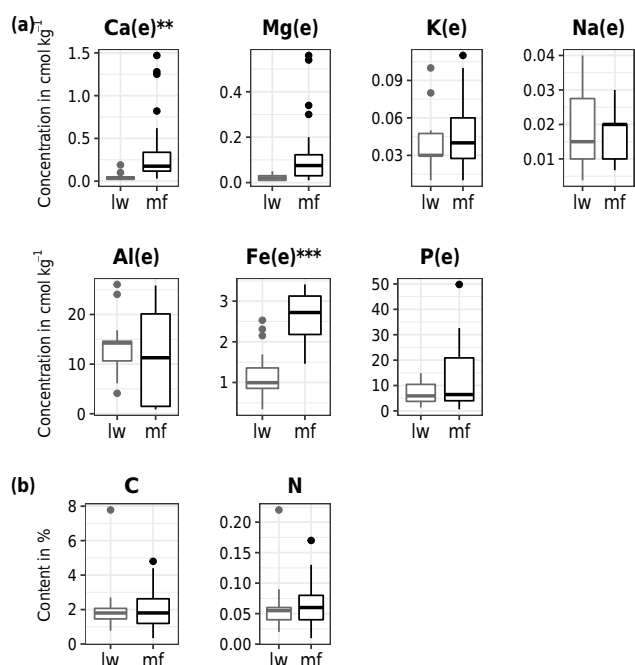 (a)
Ca(e)** Mg(e) K(e) Na(e)
Concentration in cmol kg⁻¹
1.5
1.0
0.5
0.0
lw mf
0.4
0.2
0.0
lw mf
0.09
0.06
0.03
lw mf
0.04
0.03
0.02
0.01
lw mf
Al(e) Fe(e)*** P(e)
Concentration in cmol kg⁻¹
20
10
0
lw mf
3
2
1
lw mf
50
40
30
20
10
0
lw mf
(b)
C N
Content in %
8
6
4
2
0
lw mf
0.20
0.15
0.10
0.05
0.00
lw mf